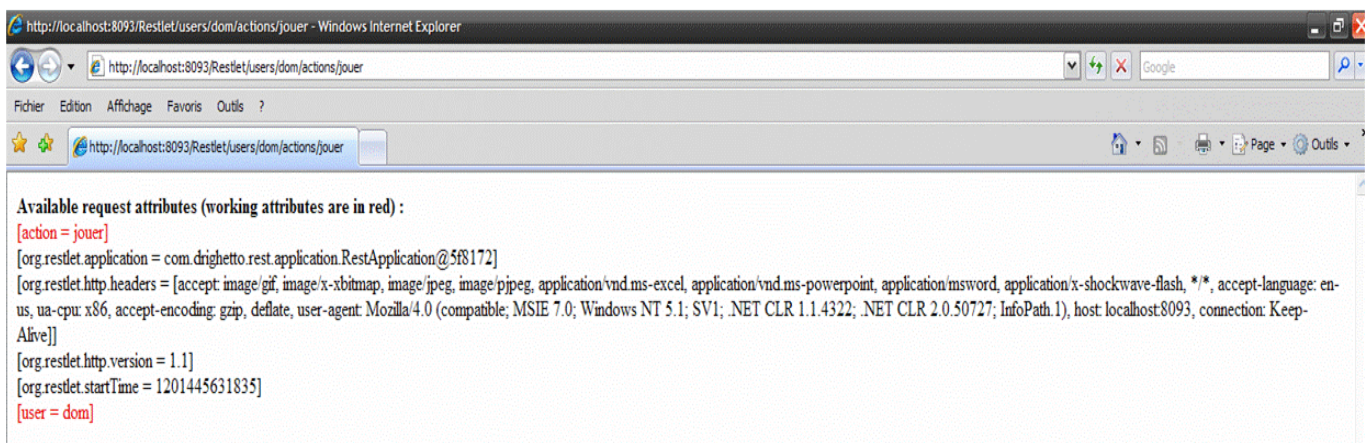 http://localhost:8093/Restlet/users/dom/actions/jouer - Windows Internet Explorer
http://localhost:8093/Restlet/users/dom/actions/jouer
Google
Fichier Edition Affichage Favoris Outils ?
http://localhost:8093/Restlet/users/dom/actions/jouer
Page Outils
Available request attributes (working attributes are in red) :
[action = jouer]
[org.restlet.application = com.drighetto.rest.application.RestApplication@5f8172]
[org.restlet.http.headers = [accept: image/gif, image/x-xbitmap, image/jpeg, image/pjpeg, application/vnd.ms-excel, application/vnd.ms-powerpoint, application/msword, application/x-shockwave-flash, */*, accept-language: en-
us, ua-cpu: x86, accept-encoding: gzip, deflate, user-agent: Mozilla/4.0 (compatible; MSIE 7.0; Windows NT 5.1; SV1; .NET CLR 1.1.4322; .NET CLR 2.0.50727; InfoPath.1), host: localhost:8093, connection: Keep-
Alive]]
[org.restlet.http.version = 1.1]
[org.restlet.startTime = 1201445631835]
[user = dom]